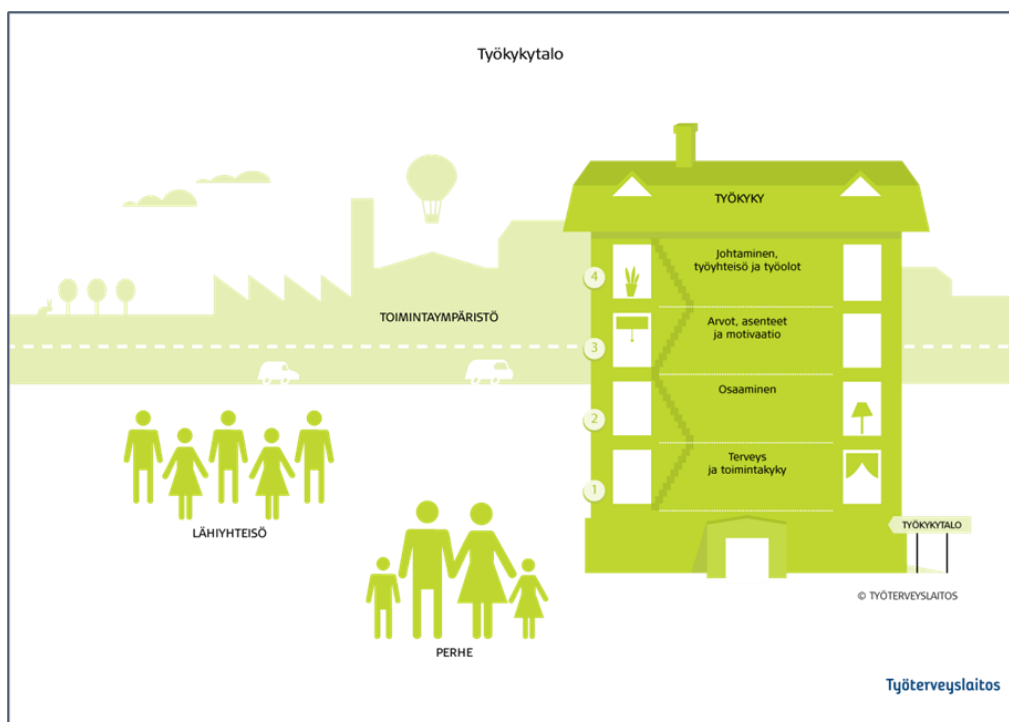 Työkykytalo
TYÖKYKY
4
Johtaminen,
työyhteisö ja työolot
TOIMINTAYMPÄRISTÖ
3
Arvot, asenteet
ja motivaatio
2
Osaaminen
1
Terveys
ja toimintakyky
LÄHIYHTEISÖ
PERHE
TYÖKYKYTALO
© TYÖTERVEYSLAITOS
Työterveyslaitos